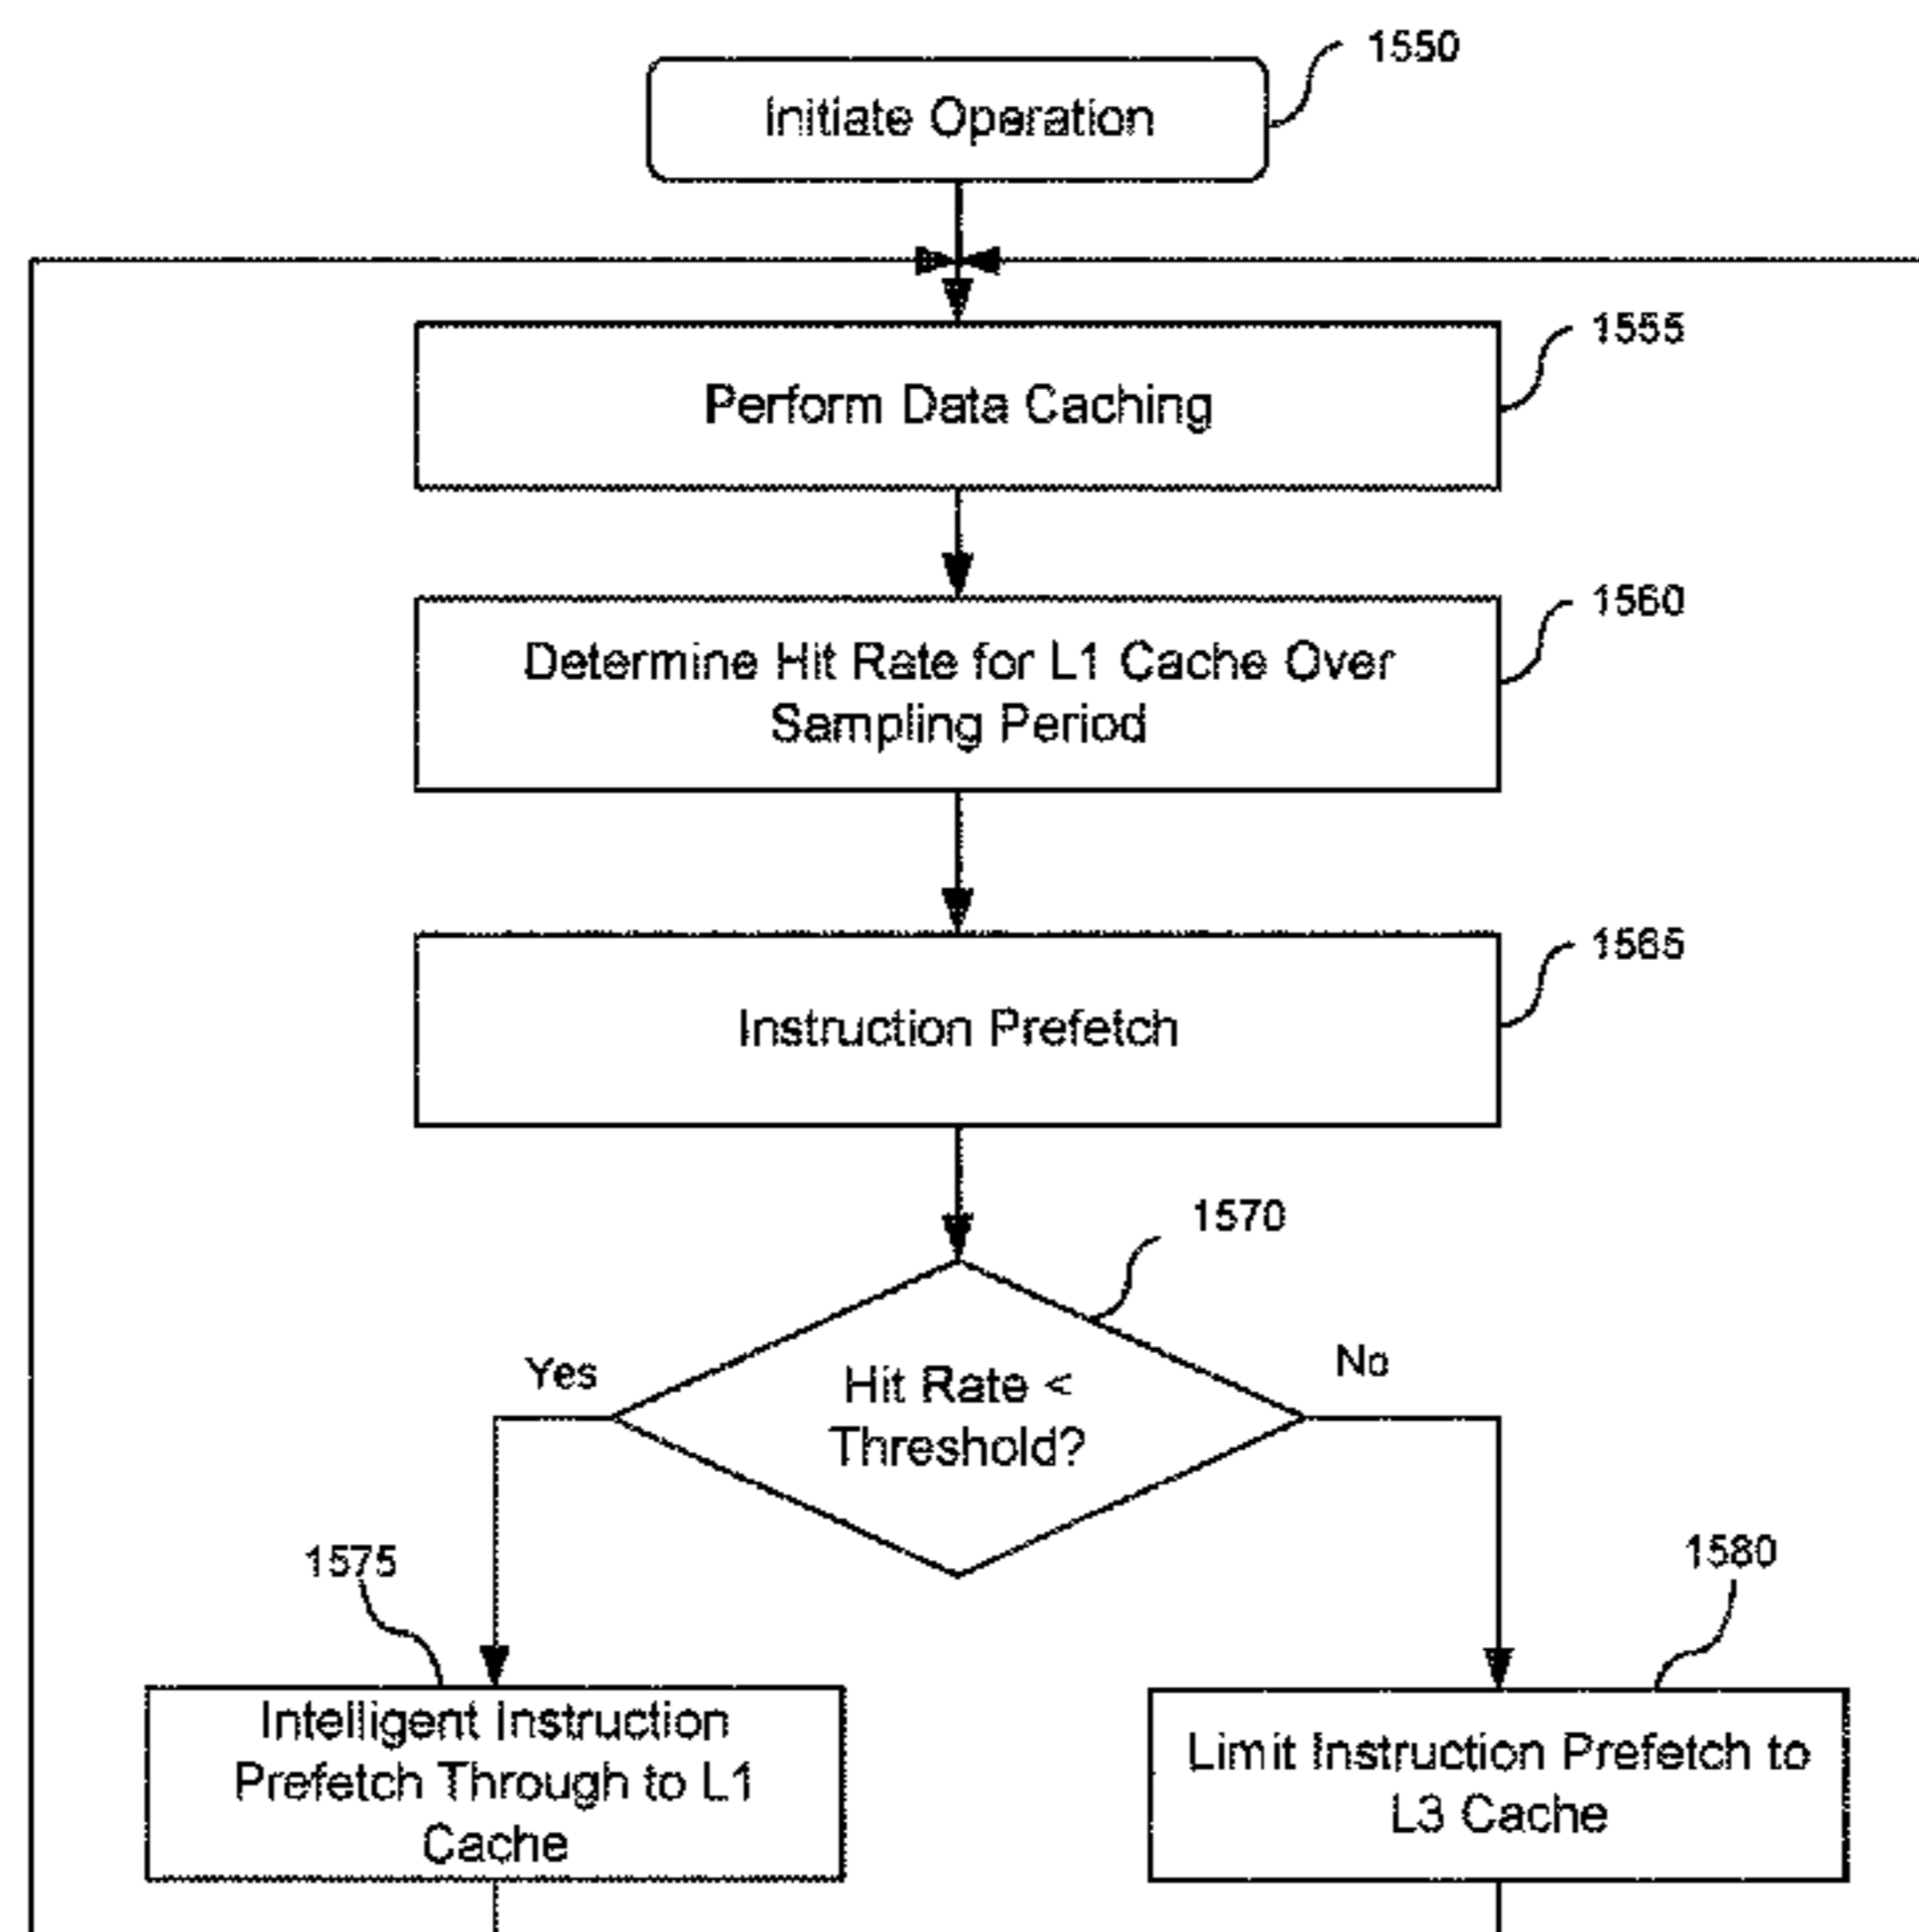 1550
Initiate Operation
1555
Perform Data Caching
1560
Determine Hit Rate for L1 Cache Over
Sampling Period
1565
Instruction Prefetch
1570
Yes
No
Hit Rate <
Threshold?
1575
1580
Intelligent Instruction
Prefetch Through to L1
Cache
Limit Instruction Prefetch to
L3 Cache